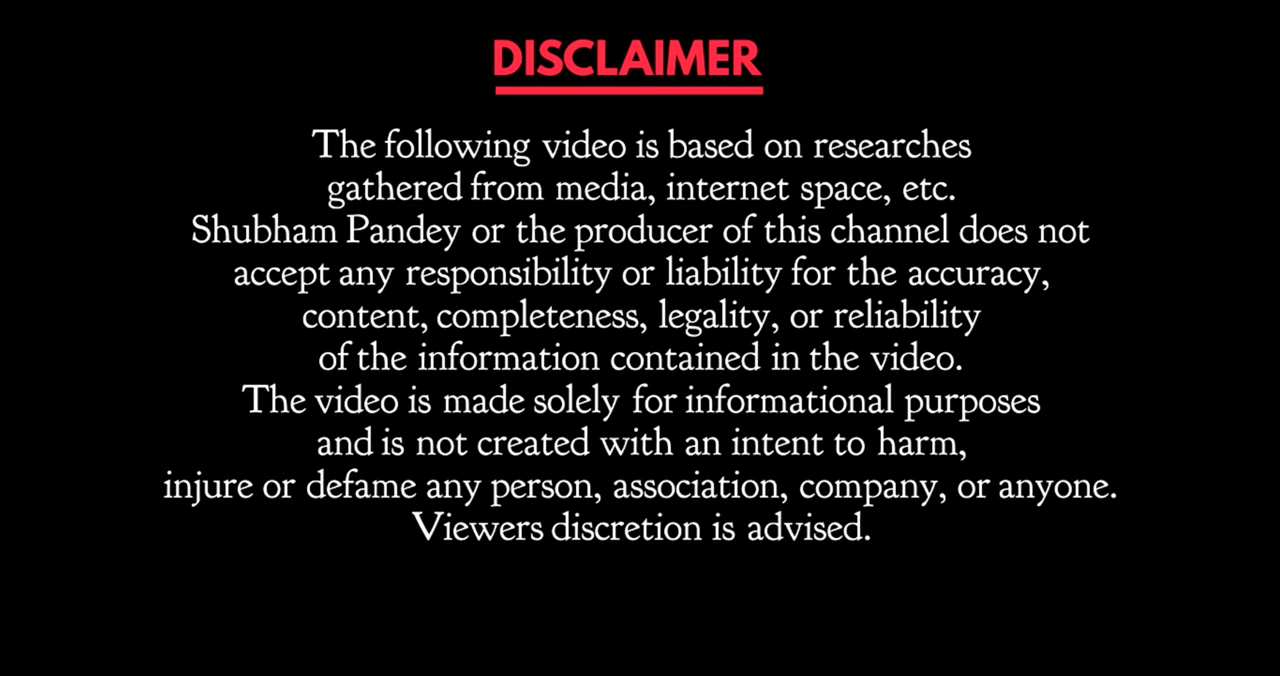 DISCLAIMER
The following video is based on researches
gathered from media, internet space, etc.
Shubham Pandey or the producer of this channel does not
accept any responsibility or liability for the accuracy,
content, completeness, legality, or reliability
of the information contained in the video.
The video is made solely for informational purposes
and is not created with an intent to harm,
injure or defame any person, association, company, or anyone.
Viewers discretion is advised.